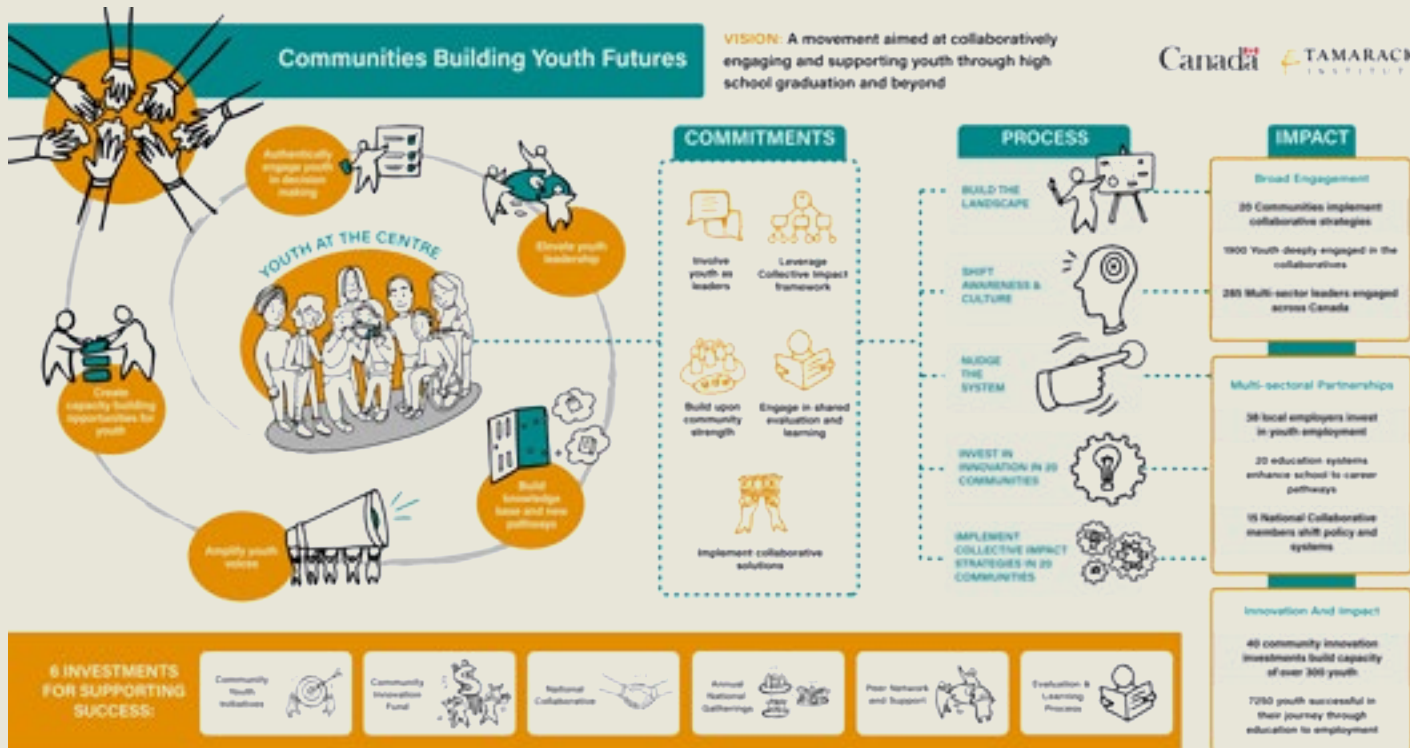 Communities Building Youth Futures
VISION: A movement aimed at collaboratively
engaging and supporting youth through high
school graduation and beyond
Canada
TAMARACK
INSTITUTE
Authentically
engage youth
in decision
making
Elevate youth
leadership
YOUTH AT THE CENTRE
Create
capacity building
opportunities for
youth
Build
knowledge
base and new
pathways
Amplify youth
voices
COMMITMENTS
Involve
youth as
leaders
Leverage
Collective Impact
framework
Build upon
community
strength
Engage in shared
evaluation and
learning
Implement collaborative
solutions
PROCESS
BUILD THE
LANDSCAPE
SHIFT
AWARENESS &
CULTURE
NUDGE
THE
SYSTEM
INVEST IN
INNOVATION IN 20
COMMUNITIES
IMPLEMENT
COLLECTIVE IMPACT
STRATEGIES IN 20
COMMUNITIES
IMPACT
Broad Engagement
20 Communities implement
collaborative strategies
1900 Youth deeply engaged in the
collaboratives
285 Multi-sector leaders engaged
across Canada
Multi-sectoral Partnerships
38 local employers invest
in youth employment
20 education systems
enhance school to career
pathways
15 National Collaborative
members shift policy and
systems
Innovation And Impact
40 community innovation
investments build capacity
of over 300 youth
7250 youth successful in
their journey through
education to employment
6 INVESTMENTS
FOR SUPPORTING
SUCCESS:
Community
Youth
Initiatives
Community
Innovation
Fund
National
Collaborative
Annual
National
Gatherings
Peer Network
and Support
Evaluation &
Learning
Process